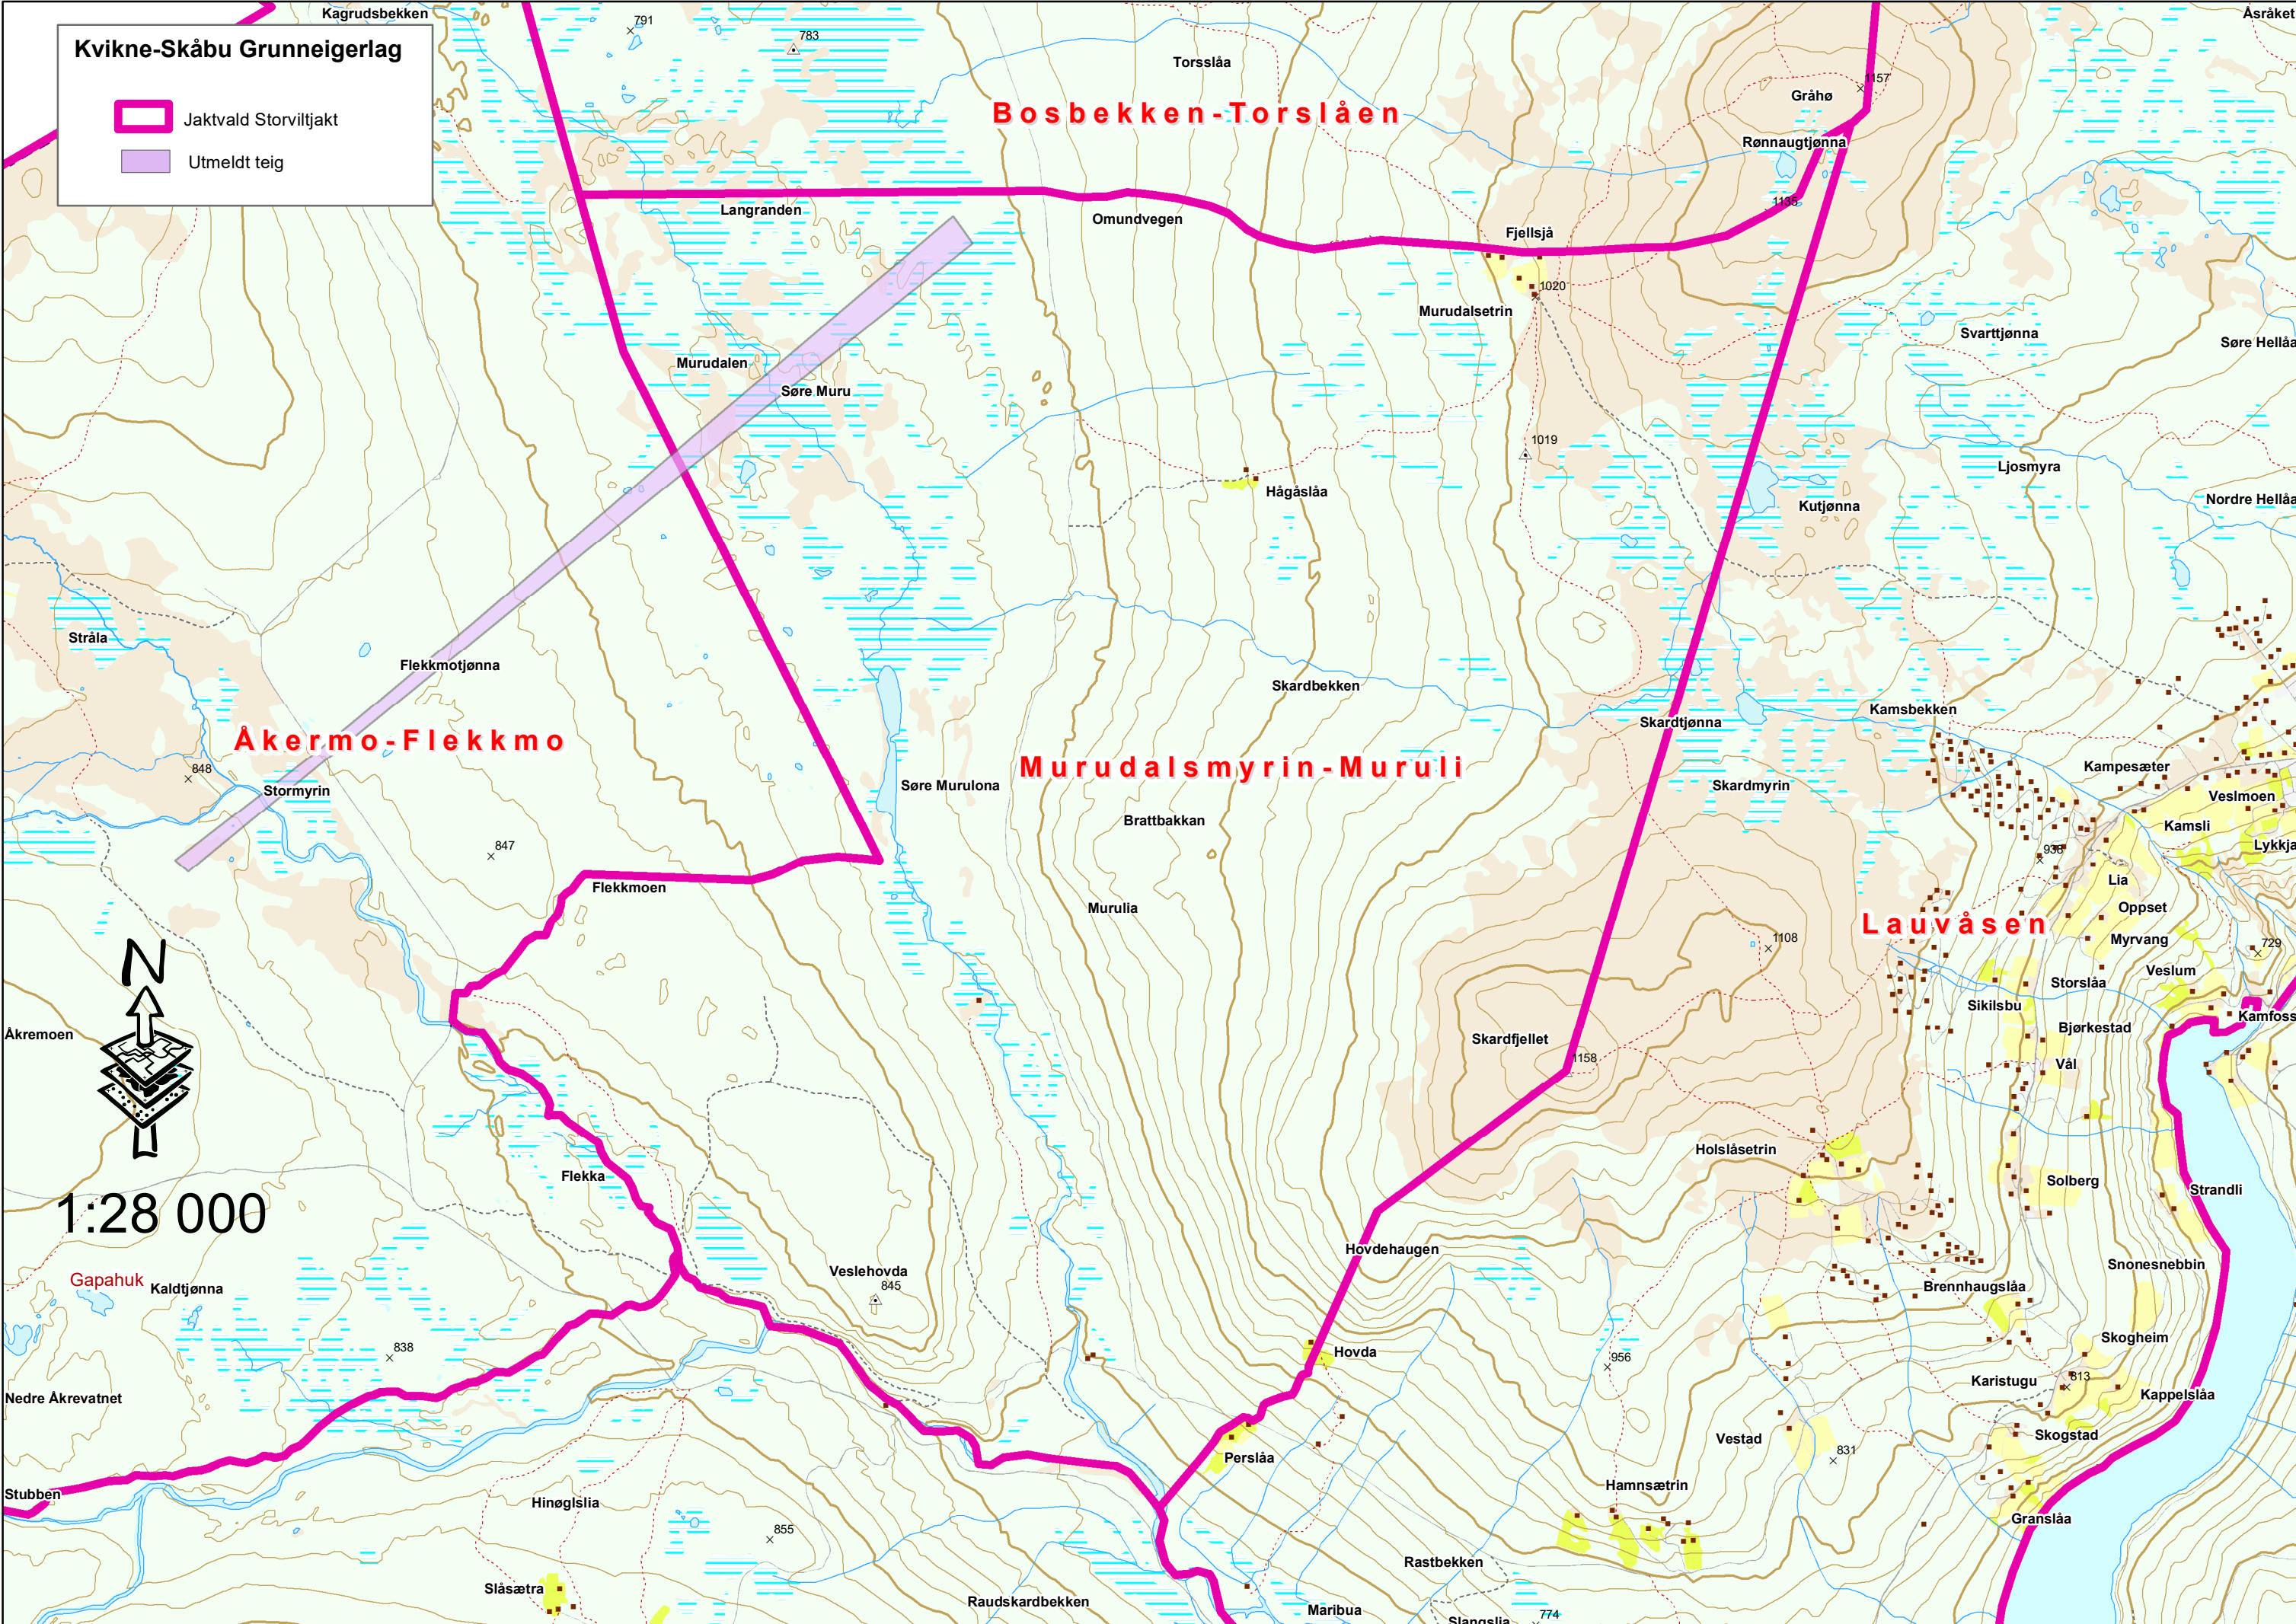 Kagrudsbekken
791
783
Åsråket
Kvikne-Skåbu Grunneigerlag
Torsslåa
1157
Gråhø
Bosbekken-Torslåen
Jaktvald Storviltjakt
Rønnaugtjønna
Utmeldt teig
1135
Langranden
Omundvegen
Fjellsjå
1020
Murudalsetrin
Svarttjønna
Søre Hellåa
Murudalen
Søre Muru
1019
Ljosmyra
Hågåslåa
Nordre Hellåa
Kutjønna
Stråla
Flekkmotjønna
Skardbekken
Kamsbekken
Skardtjønna
Åkermo-Flekkmo
848
Murudalsmyrin-Muruli
Kampesæter
Stormyrin
Søre Murulona
Skardmyrin
Veslmoen
Brattbakkan
Kamsli
847
938
Lykkja
Flekkmoen
Lia
Murulia
Oppset
Lauvåsen
N
1108
Myrvang
729
Veslum
Storslåa
Sikilsbu
Kamfoss
Åkremoen
Skardfjellet
Bjørkestad
1158
Vål
Holslåsetrin
Flekka
Solberg
Strandli
1:28 000
Hovdehaugen
Snonesnebbin
Gapahuk
Kaldtjønna
Veslehovda
845
Brennhaugslåa
838
Hovda
956
Skogheim
Karistugu
813
Nedre Åkrevatnet
Kappelslåa
Vestad
Skogstad
831
Perslåa
Hamnsætrin
Stubben
Hinøglslia
Granslåa
855
Rastbekken
Slåsætra
Raudskardbekken
Maribua
774
Slangslia